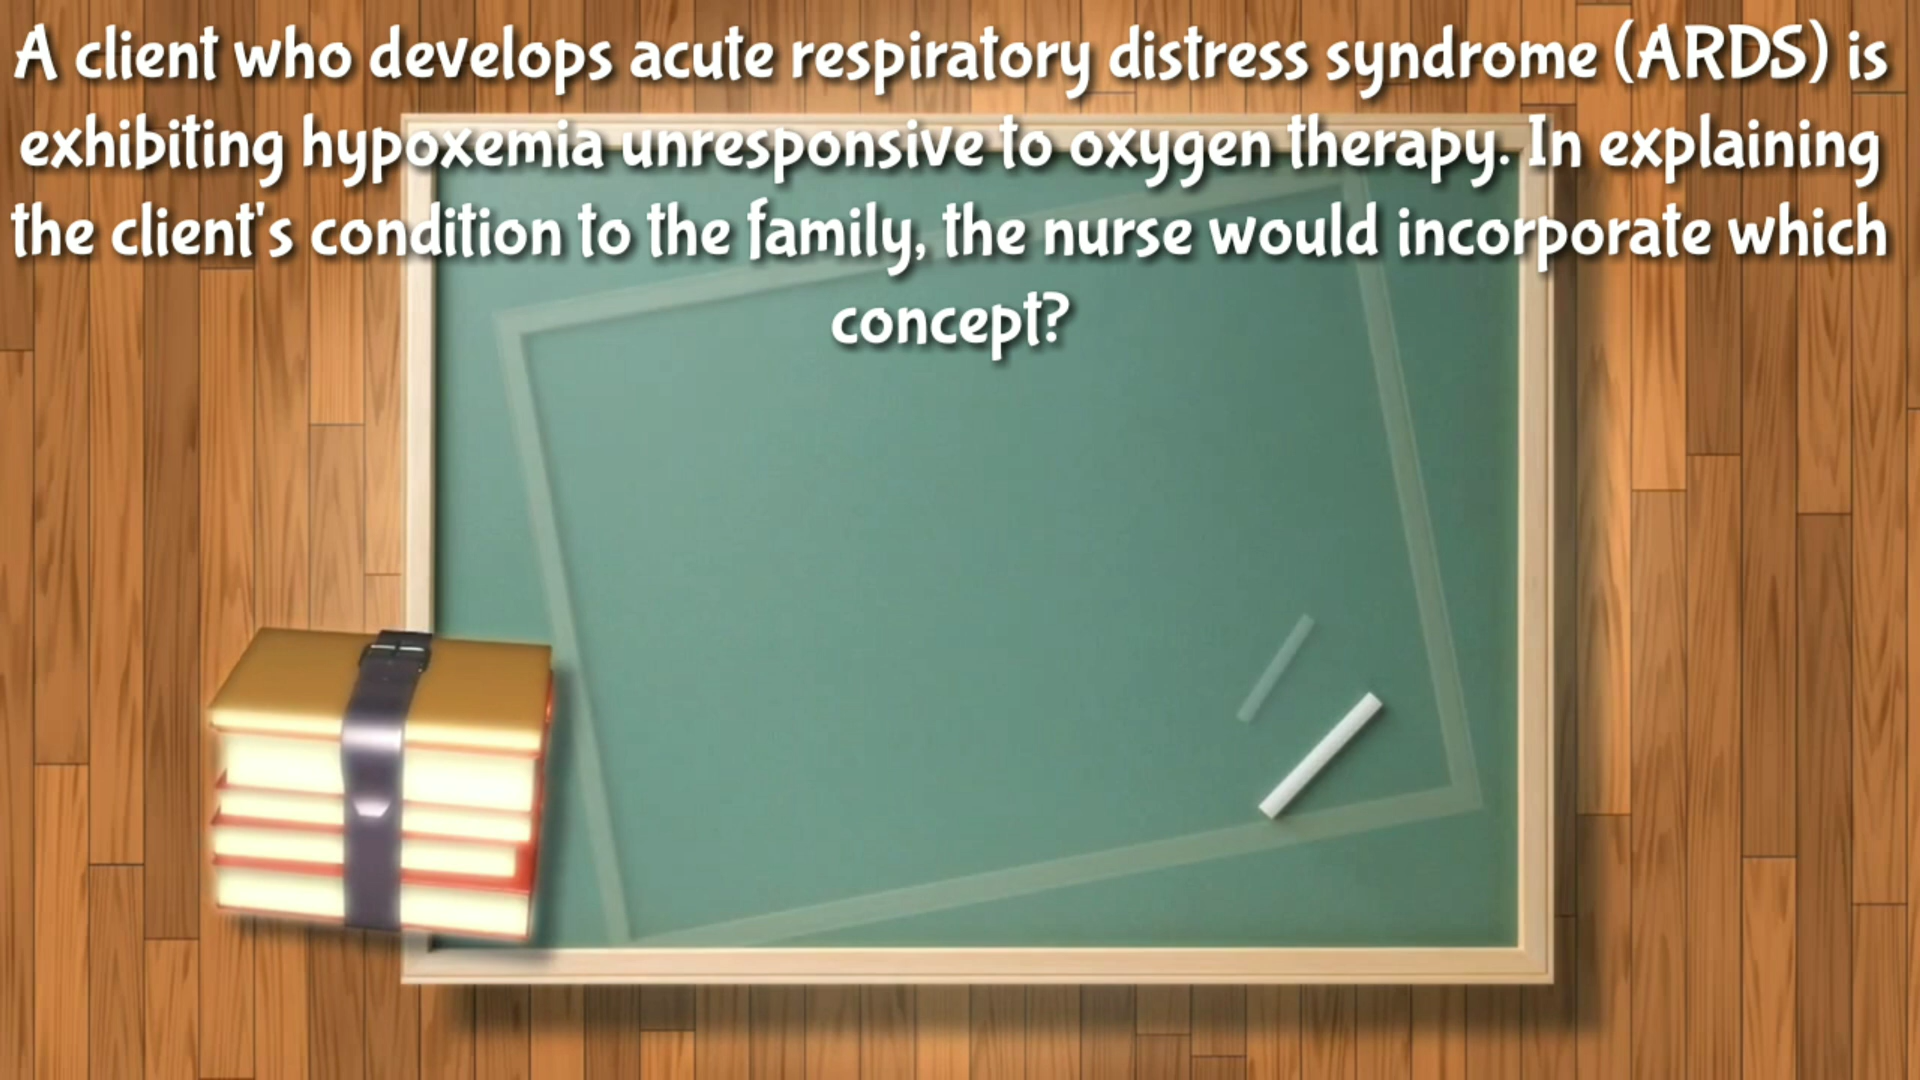 A client who develops acute respiratory distress syndrome (ARDS) is
exhibiting hypoxemia unresponsive to oxygen therapy. In explaining
the client's condition to the family, the nurse would incorporate which
concept?